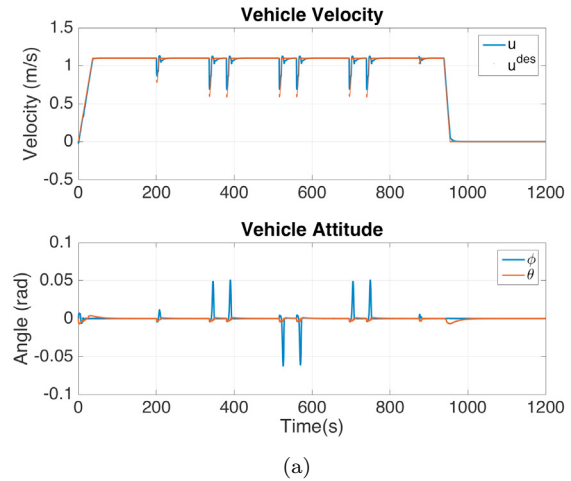 Vehicle Velocity
1.5
1
0.5
0
-0.5
Velocity (m/s)
u
u^des
0 200 400 600 800 1000 1200
Vehicle Attitude
0.1
0.05
0
-0.05
-0.1
Angle (rad)
ϕ
θ
0 200 400 600 800 1000 1200
Time(s)
(a)